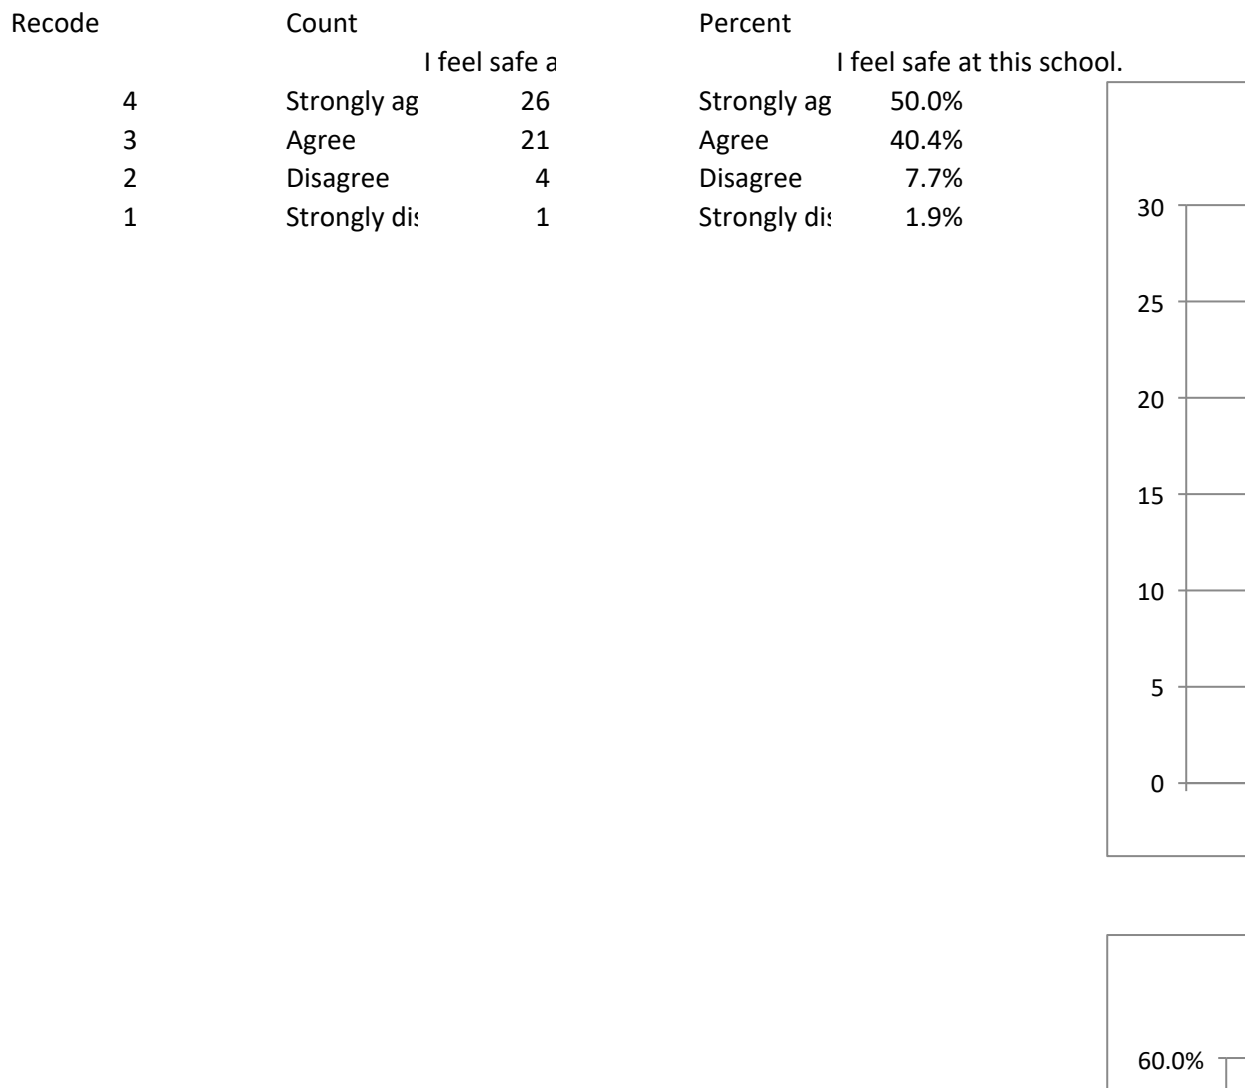 Recode Count Percent
I feel safe a I feel safe at this school.
4 Strongly ag 26 Strongly ag 50.0%
3 Agree 21 Agree 40.4%
2 Disagree 4 Disagree 7.7%
1 Strongly dis 1 Strongly dis 1.9%
30
25
20
15
10
5
0
60.0%